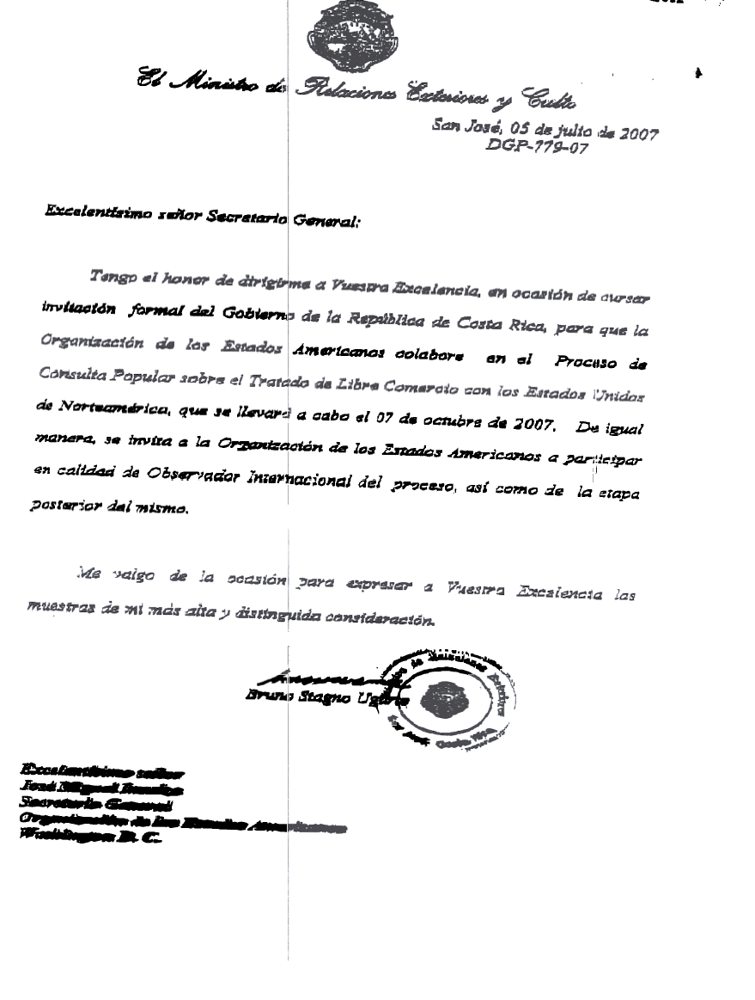 El Ministro de Relaciones Exteriores y Culto
San José, 05 de julio de 2007
DGP-779-07
Excelentísimo señor Secretario General:
Tengo el honor de dirigirme a Vuestra Excelencia, en ocasión de cursar
invitación formal del Gobierno de la República de Costa Rica, para que la
Organización de los Estados Americanos colabore en el Proceso de
Consulta Popular sobre el Tratado de Libre Comercio con los Estados Unidos
de Norteamérica, que se llevará a cabo el 07 de octubre de 2007. De igual
manera, se invita a la Organización de los Estados Americanos a participar
en calidad de Observador Internacional del proceso, así como de la etapa
posterior del mismo.
Me valgo de la ocasión para expresar a Vuestra Excelencia las
muestras de mi más alta y distinguida consideración.
Bruno Stagno Ugarte
de Relaciones Exteriores
San José, Costa Rica
Excelentísimo señor
José Miguel Insulza
Secretario General
Organización de los Estados Americanos
Washington D. C.